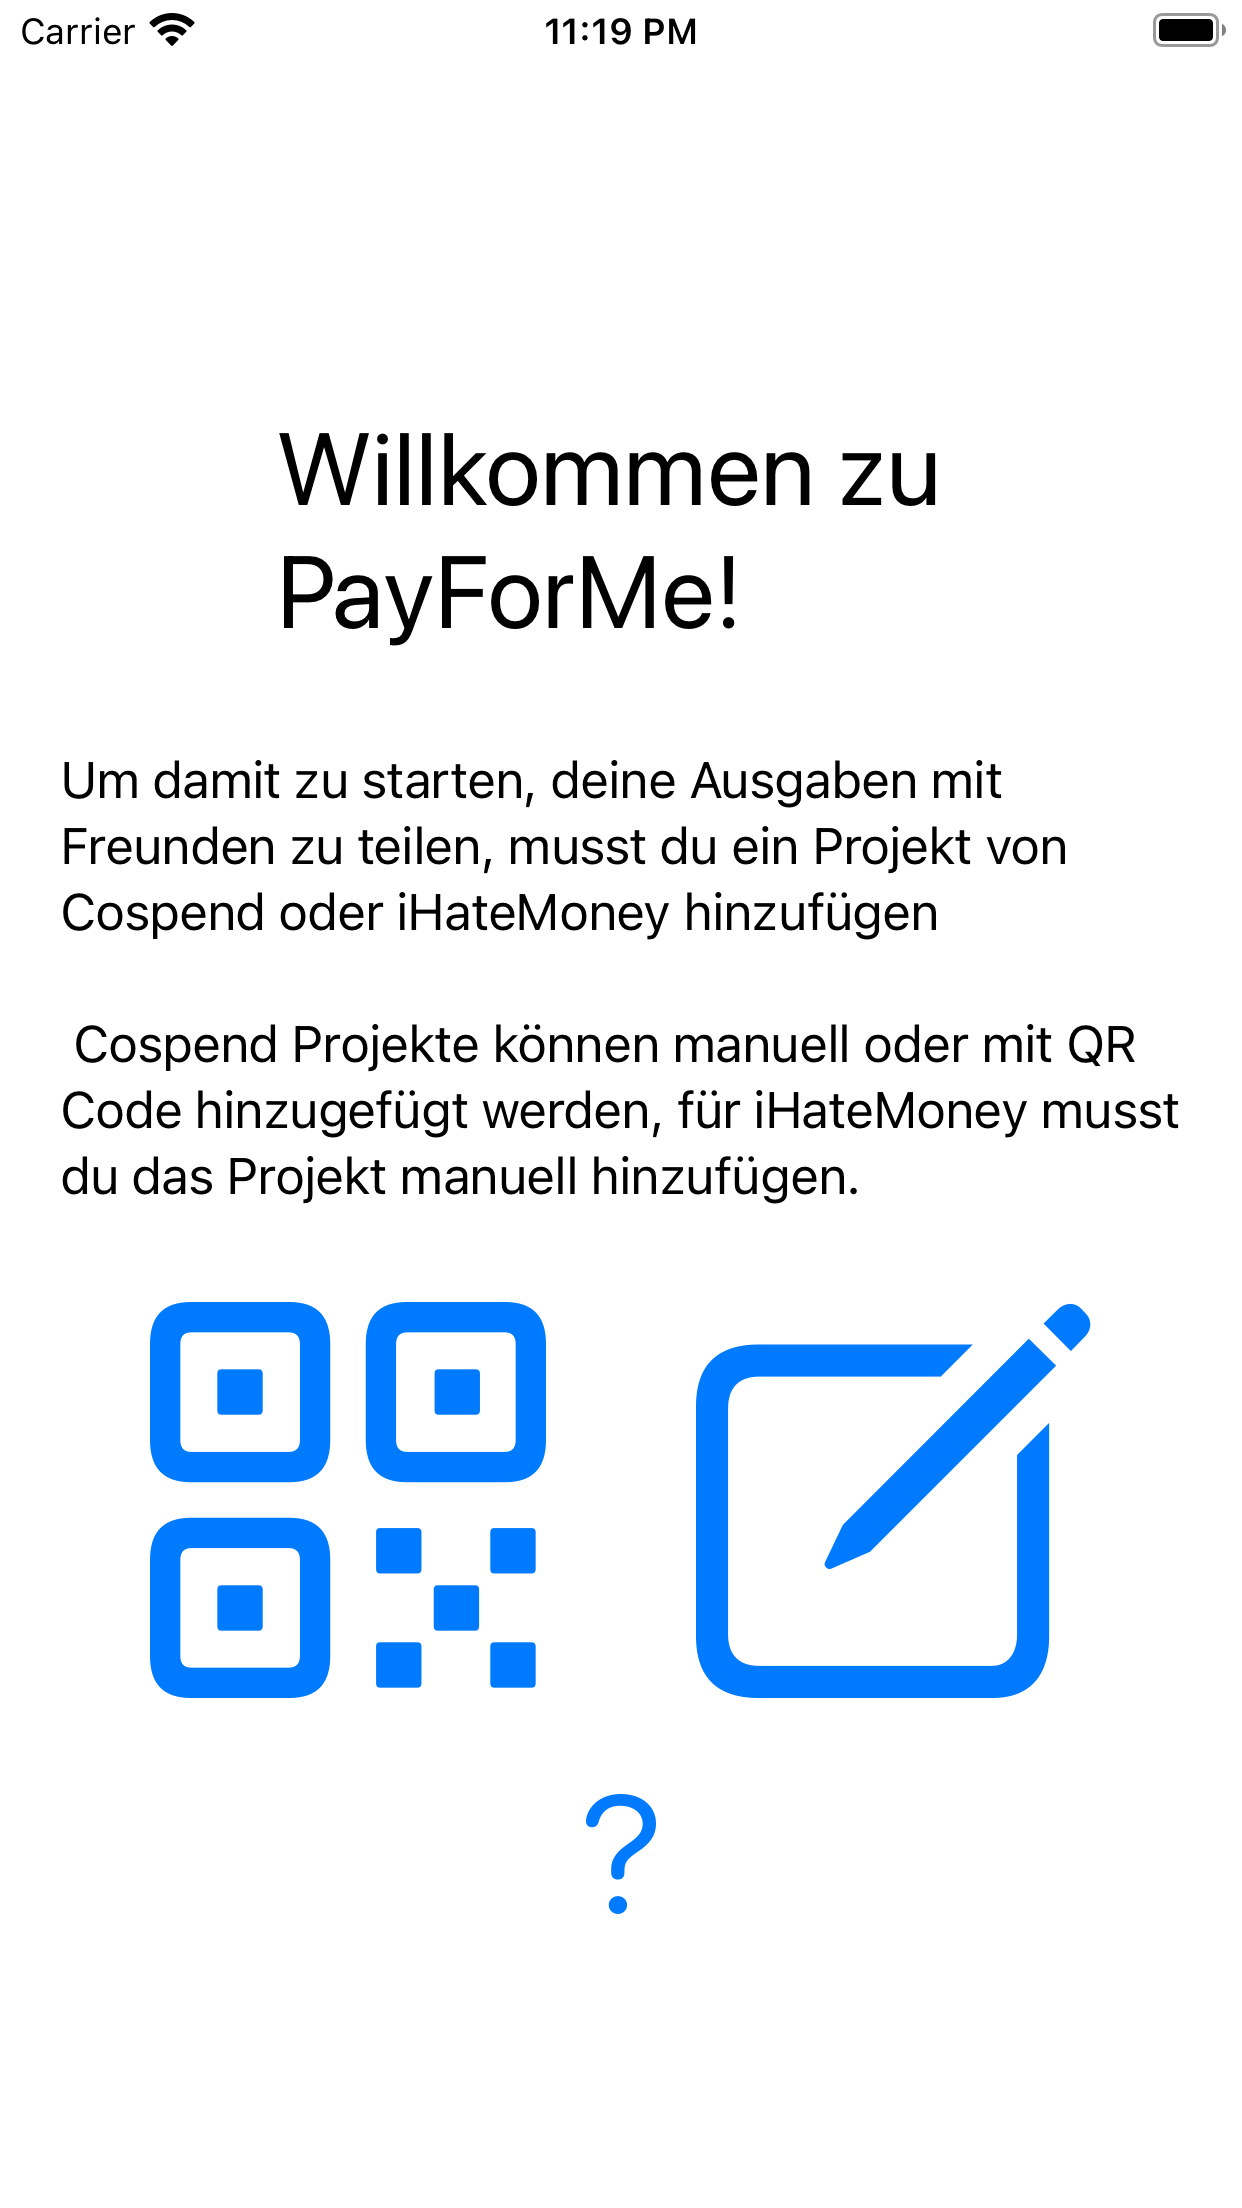 Carrier
11:19 PM
Willkommen zu
PayForMe!
Um damit zu starten, deine Ausgaben mit
Freunden zu teilen, musst du ein Projekt von
Cospend oder iHateMoney hinzufügen
Cospend Projekte können manuell oder mit QR
Code hinzugefügt werden, für iHateMoney musst
du das Projekt manuell hinzufügen.
?